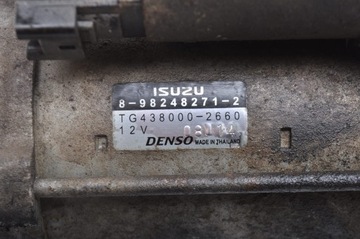 ISUZU
8-98248271-2
TG438000-2660
12V
DENSO MADE IN THAILAND